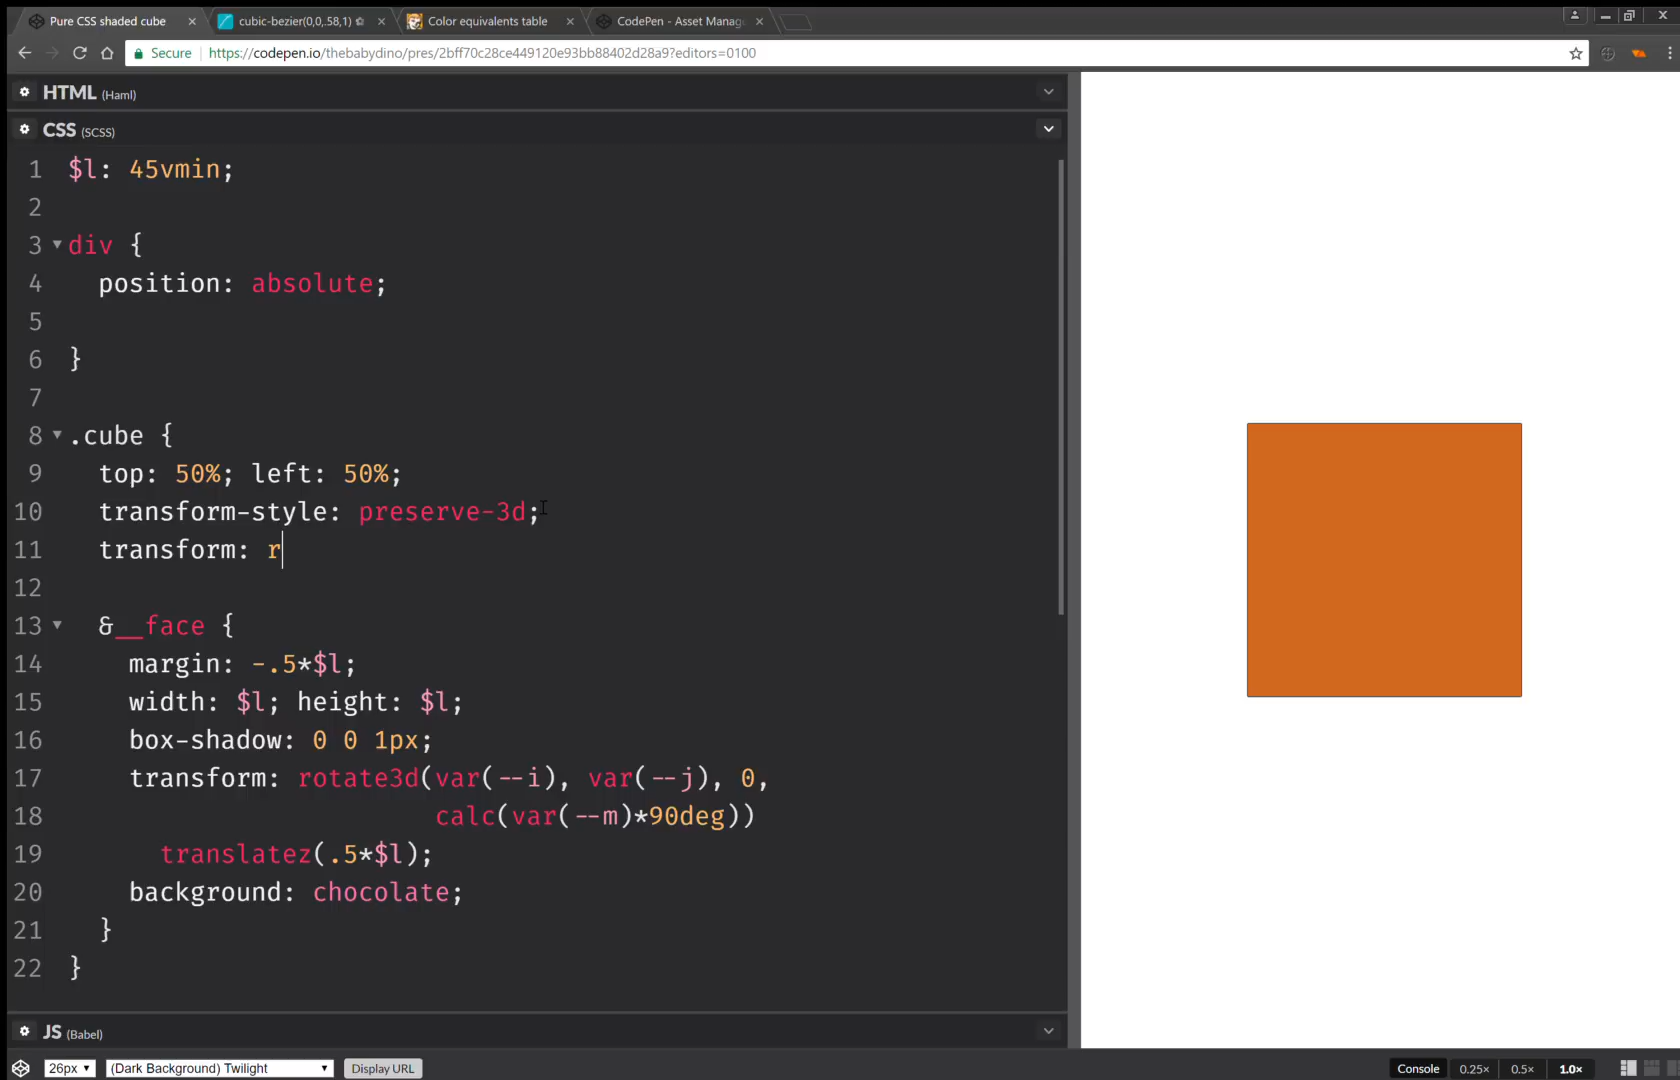 Pure CSS shaded cube
cubic-bezier(0,0,.58,1)
Color equivalents table
CodePen - Asset Manag
Secure https://codepen.io/thebabydino/pres/2bff70c28ce449120e93bb88402d28a9?editors=0100
HTML (Haml)
CSS (SCSS)
1 $l: 45vmin;
2
3 div {
4 position: absolute;
5
6 }
7
8 .cube {
9 top: 50%; left: 50%;
10 transform-style: preserve-3d;
11 transform: r
12
13 &__face {
14 margin: -.5*$l;
15 width: $l; height: $l;
16 box-shadow: 0 0 1px;
17 transform: rotate3d(var(--i), var(--j), 0,
18 calc(var(--m)*90deg))
19 translatez(.5*$l);
20 background: chocolate;
21 }
22 }
JS (Babel)
26px
(Dark Background) Twilight
Display URL
Console
0.25×
0.5×
1.0×